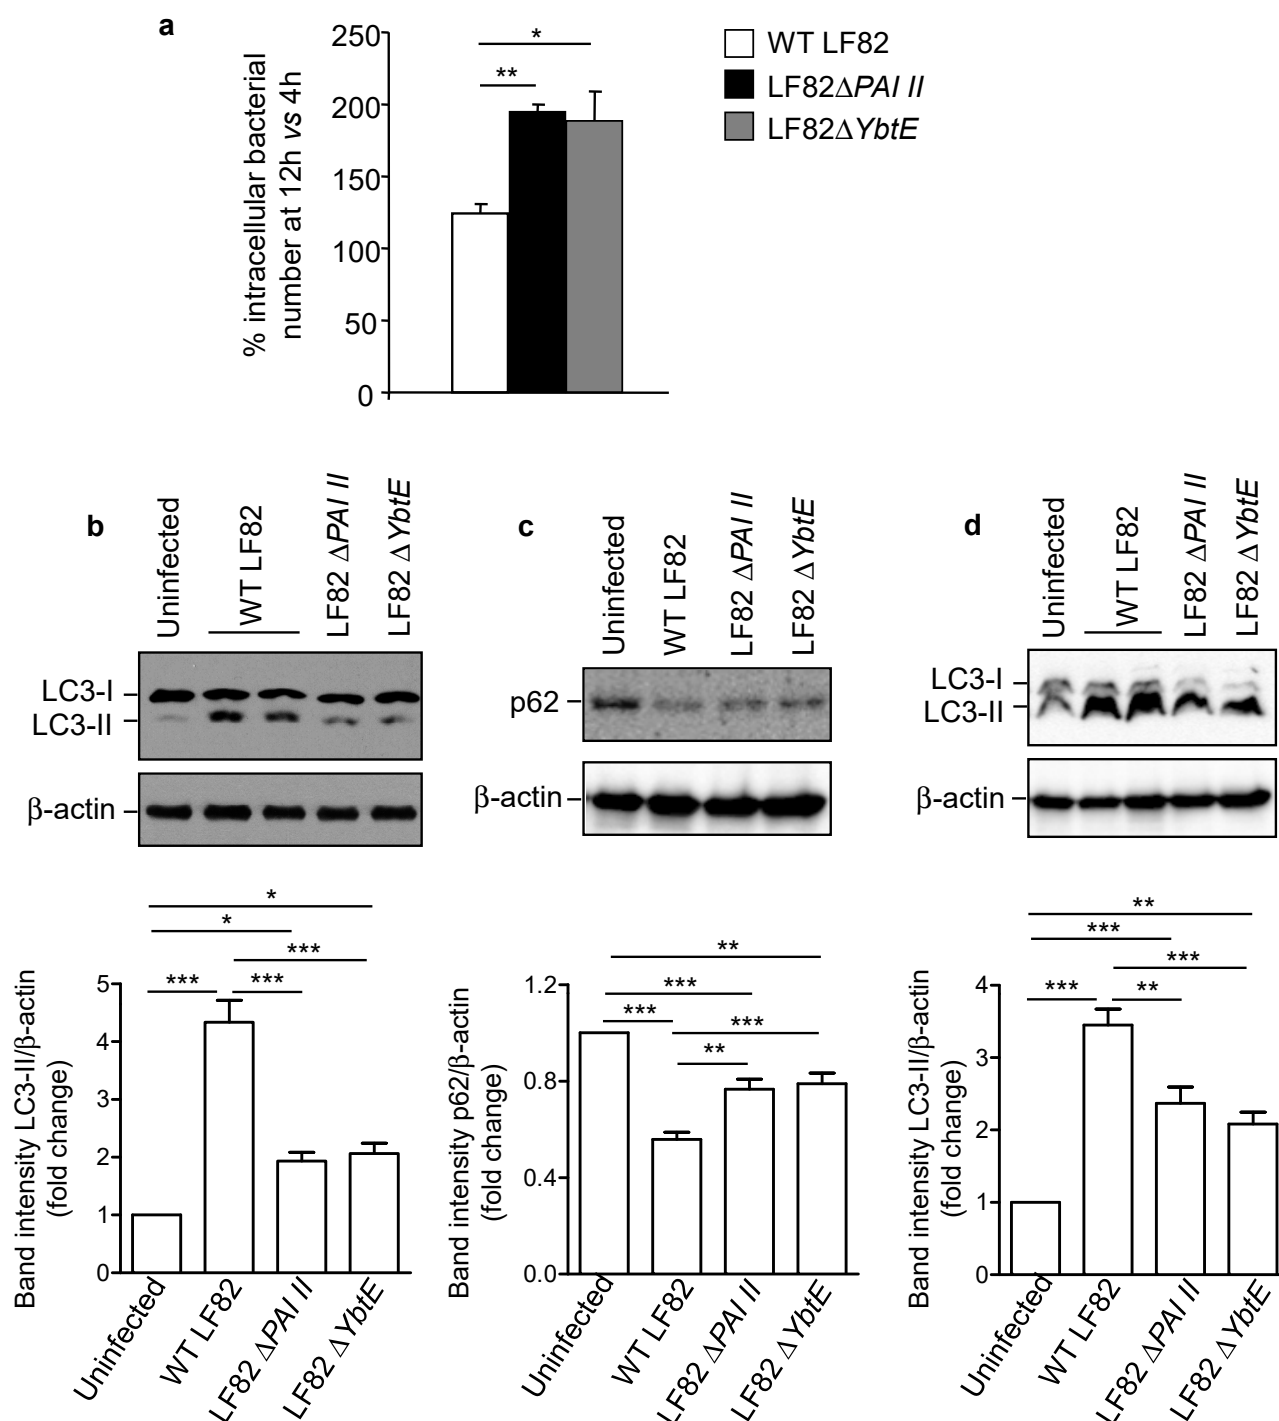 a
% intracellular bacterial
number at 12h vs 4h
250
200
150
100
50
0
*
**
WT LF82
LF82ΔPAI II
LF82ΔYbtE
b
Uninfected
WT LF82
LF82 ΔPAI II
LF82 ΔYbtE
LC3-I
LC3-II
β-actin
Band intensity LC3-II/β-actin
(fold change)
5
4
3
2
1
0
*
*
***
***
***
Uninfected
WT LF82
LF82 ΔPAI II
LF82 ΔYbtE
c
Uninfected
WT LF82
LF82 ΔPAI II
LF82 ΔYbtE
p62
β-actin
Band intensity p62/β-actin
(fold change)
1.2
0.8
0.4
0.0
**
***
***
***
**
Uninfected
WT LF82
LF82 ΔPAI II
LF82 ΔYbtE
d
Uninfected
WT LF82
LF82 ΔPAI II
LF82 ΔYbtE
LC3-I
LC3-II
β-actin
Band intensity LC3-II/β-actin
(fold change)
4
3
2
1
0
**
***
***
***
**
Uninfected
WT LF82
LF82 ΔPAI II
LF82 ΔYbtE